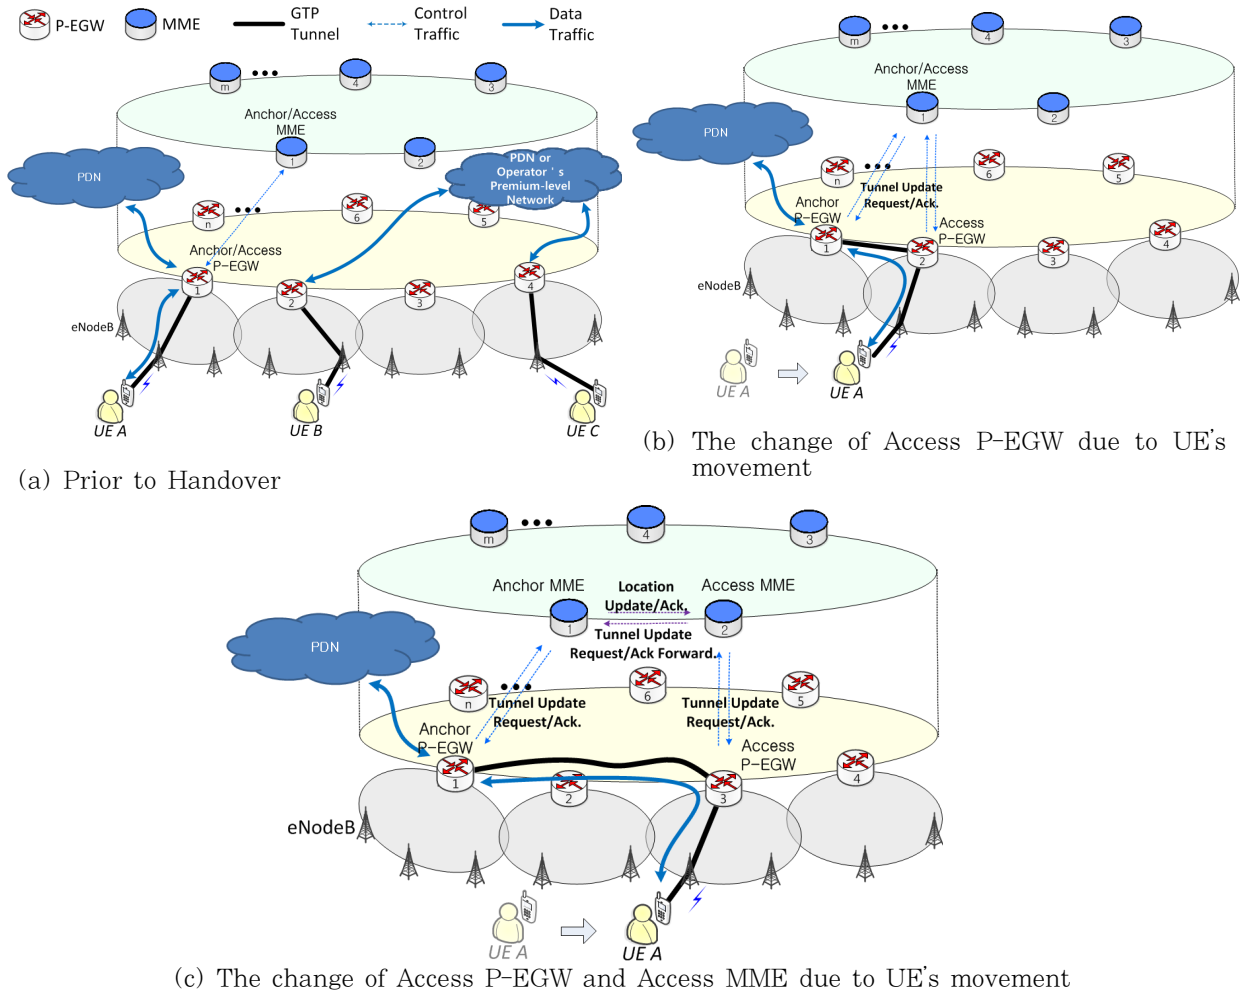 P-EGW
MME
GTP
Tunnel
Control
Traffic
Data
Traffic
m
4
3
Anchor/Access
MME
1
2
PDN
PDN or
Operator ' s
Premium-level
Network
n
6
5
Anchor/Access
P-EGW
1
2
3
4
eNodeB
UE A
UE B
UE C
(a) Prior to Handover
m
4
3
Anchor/Access
MME
1
2
PDN
n
6
5
Tunnel Update
Request/Ack.
Anchor
P-EGW
Access
P-EGW
1
2
3
4
eNodeB
UE A
UE A
(b) The change of Access P-EGW due to UE's
movement
m
4
3
Anchor MME
Location
Update/Ack.
Access MME
1
2
Tunnel Update
Request/Ack Forward.
PDN
n
6
5
Tunnel Update
Request/Ack.
Tunnel Update
Request/Ack.
Anchor
P-EGW
Access
P-EGW
1
2
3
4
eNodeB
UE A
UE A
(c) The change of Access P-EGW and Access MME due to UE's movement